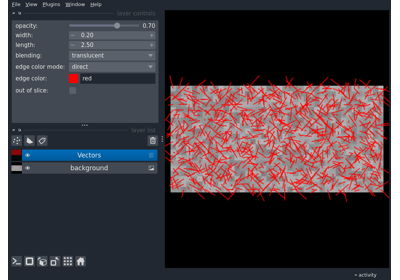 File View Plugins Window Help
layer controls
opacity: 0.70
width: 0.20
length: 2.50
blending: translucent
edge color mode: direct
edge color: red
out of slice:
layer list
Vectors
background
activity